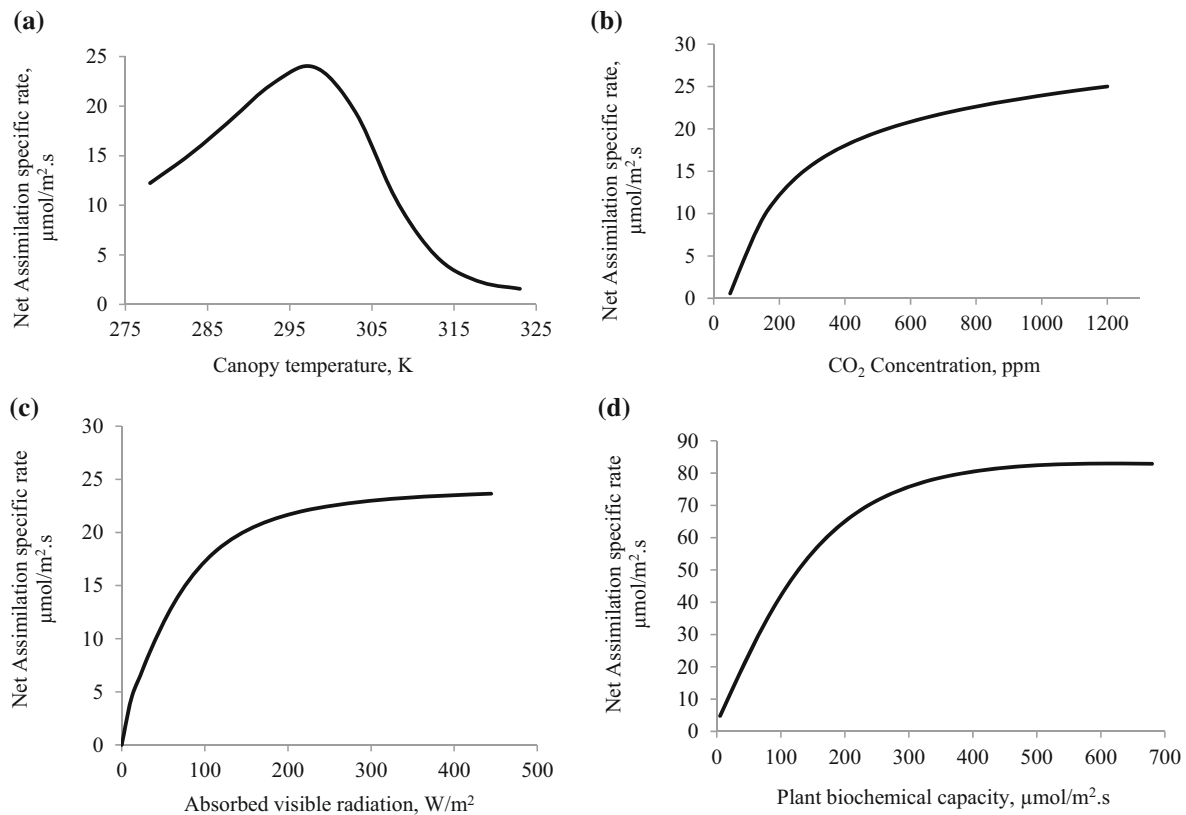 (a)
Net Assimilation specific rate,
µmol/m².s
25
20
15
10
5
0
275 285 295 305 315 325
Canopy temperature, K
(b)
Net Assimilation specific rate,
µmol/m².s
30
25
20
15
10
5
0
0 200 400 600 800 1000 1200
CO₂ Concentration, ppm
(c)
Net Assimilation specific rate
µmol/m².s
30
25
20
15
10
5
0
0 100 200 300 400 500
Absorbed visible radiation, W/m²
(d)
Net Assimilation specific rate
µmol/m².s
90
80
70
60
50
40
30
20
10
0
0 100 200 300 400 500 600 700
Plant biochemical capacity, µmol/m².s